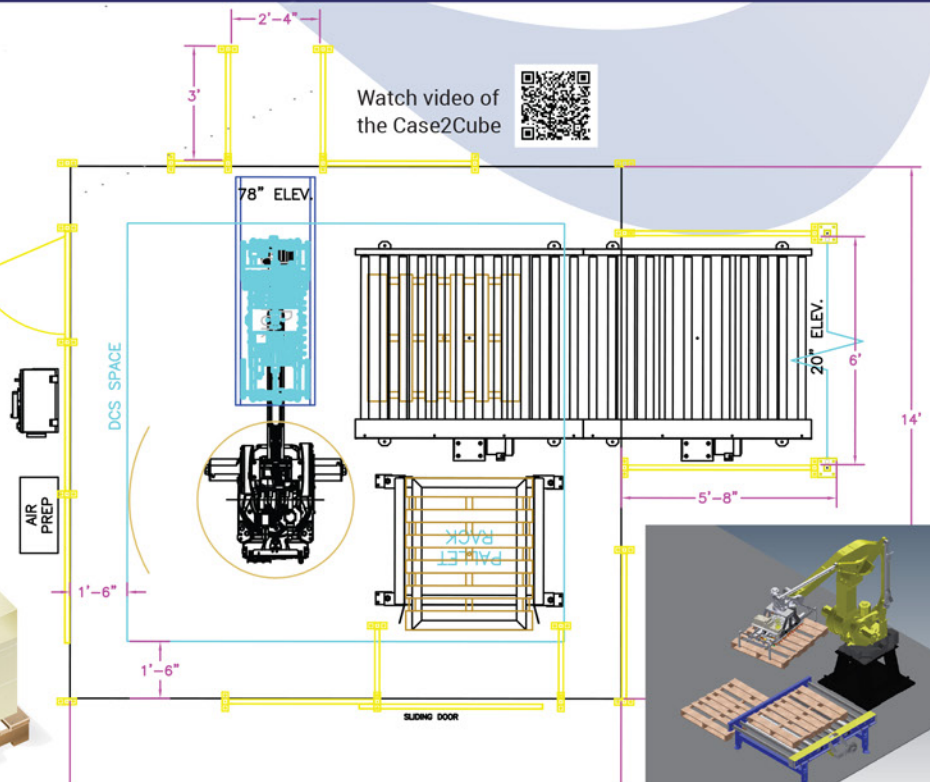 2'-4"
3'
Watch video of
the Case2Cube
78" ELEV.
DCS SPACE
20" ELEV.
6'
14'
5'-8"
AIR
PREP
PALLET
RACK
1'-6"
1'-6"
SLIDING DOOR